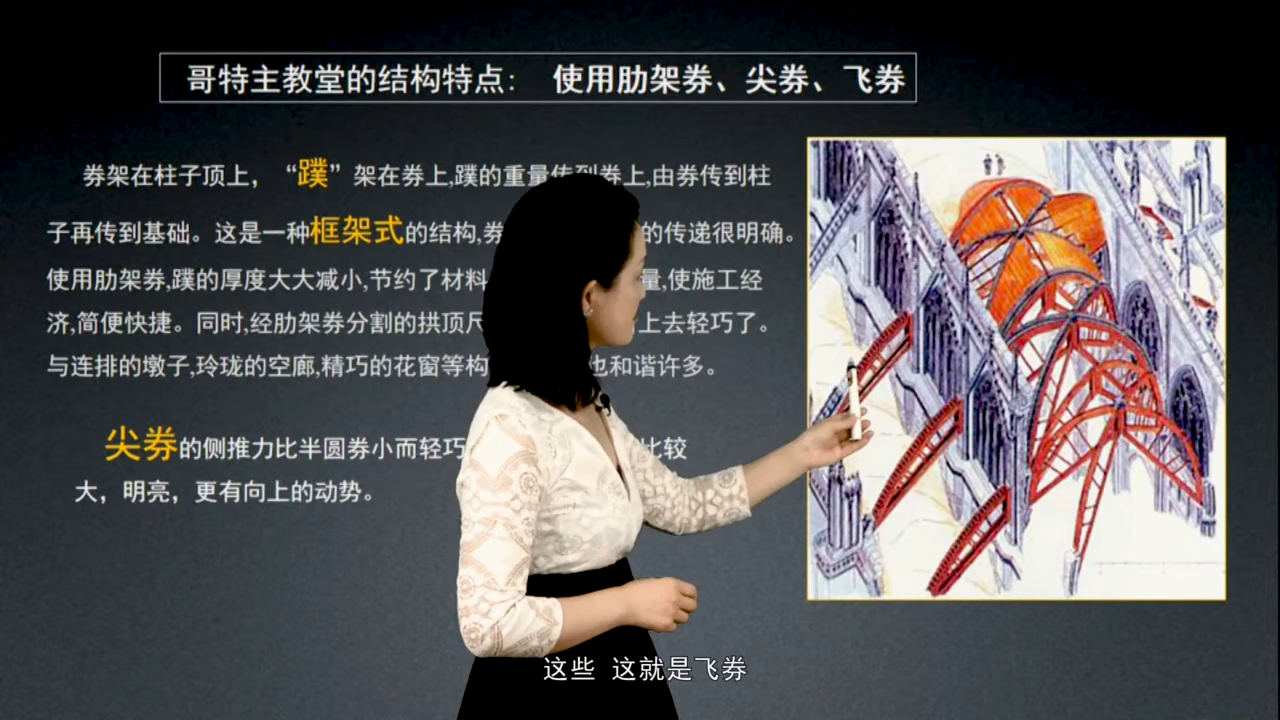 哥特主教堂的结构特点： 使用肋架券、尖券、飞券
券架在柱子顶上，“蹼”架在券上,蹼的重量传到券上,由券传到柱
子再传到基础。这是一种框架式的结构,券 的传递很明确。
使用肋架券,蹼的厚度大大减小,节约了材料 量,使施工经
济,简便快捷。同时,经肋架券分割的拱顶尺 上去轻巧了。
与连排的墩子,玲珑的空廊,精巧的花窗等构 也和谐许多。
尖券的侧推力比半圆券小而轻巧 比较
大，明亮，更有向上的动势。
这些 这就是飞券